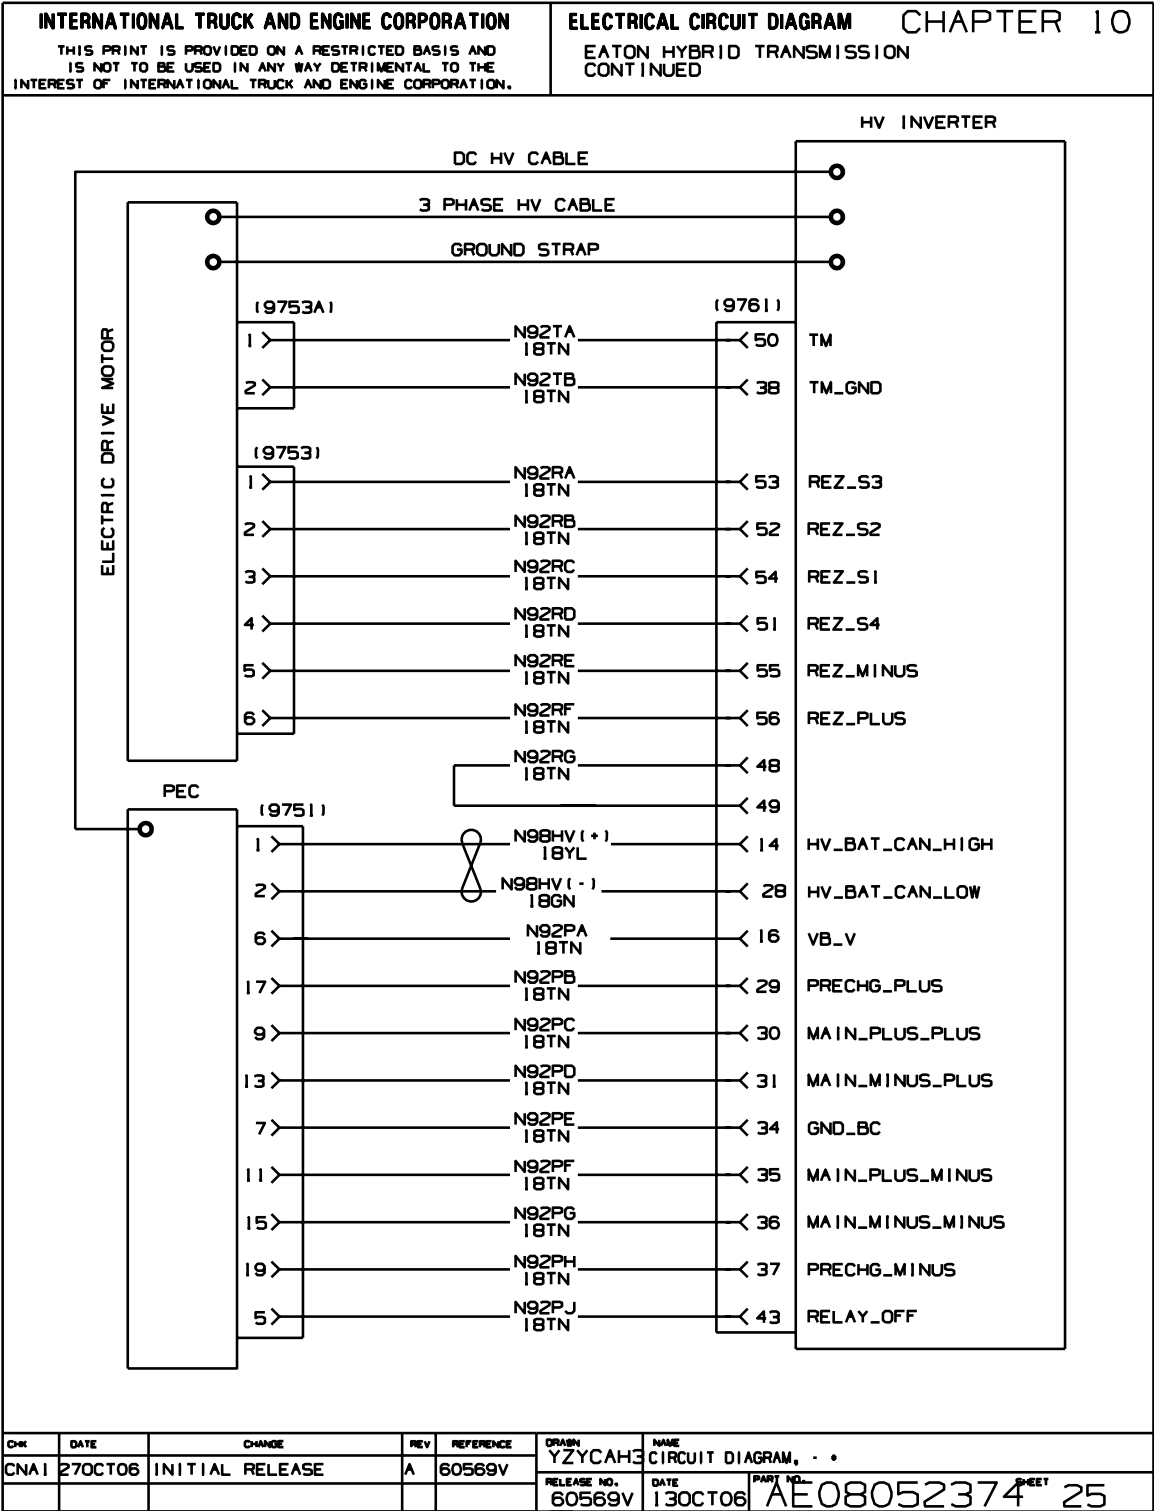 INTERNATIONAL TRUCK AND ENGINE CORPORATION
THIS PRINT IS PROVIDED ON A RESTRICTED BASIS AND
IS NOT TO BE USED IN ANY WAY DETRIMENTAL TO THE
INTEREST OF INTERNATIONAL TRUCK AND ENGINE CORPORATION.
ELECTRICAL CIRCUIT DIAGRAM CHAPTER 10
EATON HYBRID TRANSMISSION
CONTINUED
HV INVERTER
DC HV CABLE
3 PHASE HV CABLE
GROUND STRAP
ELECTRIC DRIVE MOTOR
(9753A) (9761)
1 N92TA 18TN 50 TM
2 N92TB 18TN 38 TM_GND
(9753)
1 N92RA 18TN 53 REZ_S3
2 N92RB 18TN 52 REZ_S2
3 N92RC 18TN 54 REZ_S1
4 N92RD 18TN 51 REZ_S4
5 N92RE 18TN 55 REZ_MINUS
6 N92RF 18TN 56 REZ_PLUS
N92RG 18TN 48
49
PEC
(9751)
1 N98HV(+) 18YL 14 HV_BAT_CAN_HIGH
2 N98HV(-) 18GN 28 HV_BAT_CAN_LOW
6 N92PA 18TN 16 VB_V
17 N92PB 18TN 29 PRECHG_PLUS
9 N92PC 18TN 30 MAIN_PLUS_PLUS
13 N92PD 18TN 31 MAIN_MINUS_PLUS
7 N92PE 18TN 34 GND_BC
11 N92PF 18TN 35 MAIN_PLUS_MINUS
15 N92PG 18TN 36 MAIN_MINUS_MINUS
19 N92PH 18TN 37 PRECHG_MINUS
5 N92PJ 18TN 43 RELAY_OFF
CHK DATE CHANGE REV REFERENCE
CNA1 27OCT06 INITIAL RELEASE A 60569V
DRAWN YZYCAH3 NAME CIRCUIT DIAGRAM, - *
RELEASE NO. 60569V DATE 13OCT06 PART NO. AE08052374 SHEET 25